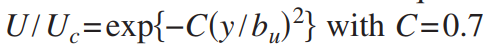 U/U_c=exp{−C(y/b_u)²} with C=0.7